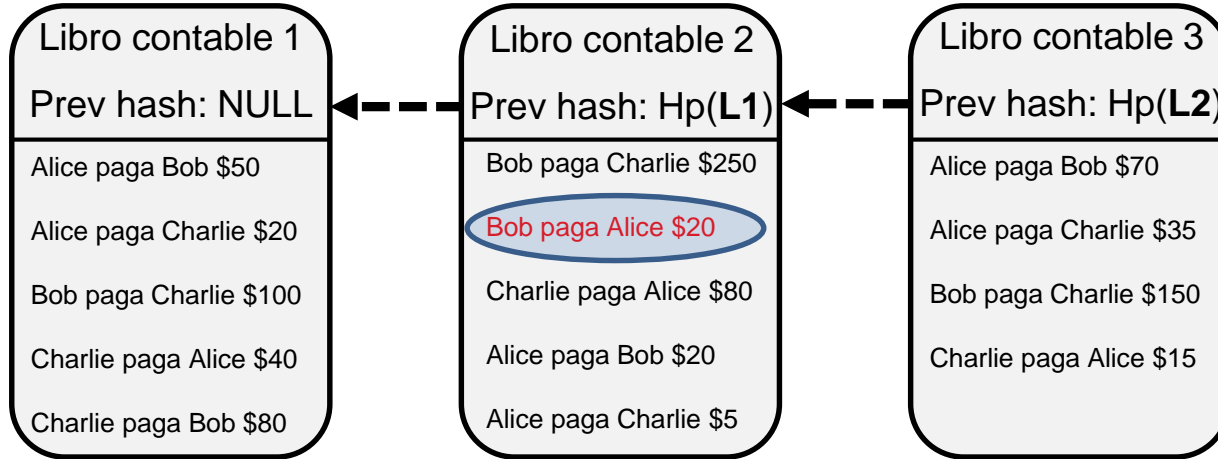 Libro contable 1
Prev hash: NULL
Alice paga Bob $50
Alice paga Charlie $20
Bob paga Charlie $100
Charlie paga Alice $40
Charlie paga Bob $80
Libro contable 2
Prev hash: Hp(L1)
Bob paga Charlie $250
Bob paga Alice $20
Charlie paga Alice $80
Alice paga Bob $20
Alice paga Charlie $5
Libro contable 3
Prev hash: Hp(L2)
Alice paga Bob $70
Alice paga Charlie $35
Bob paga Charlie $150
Charlie paga Alice $15